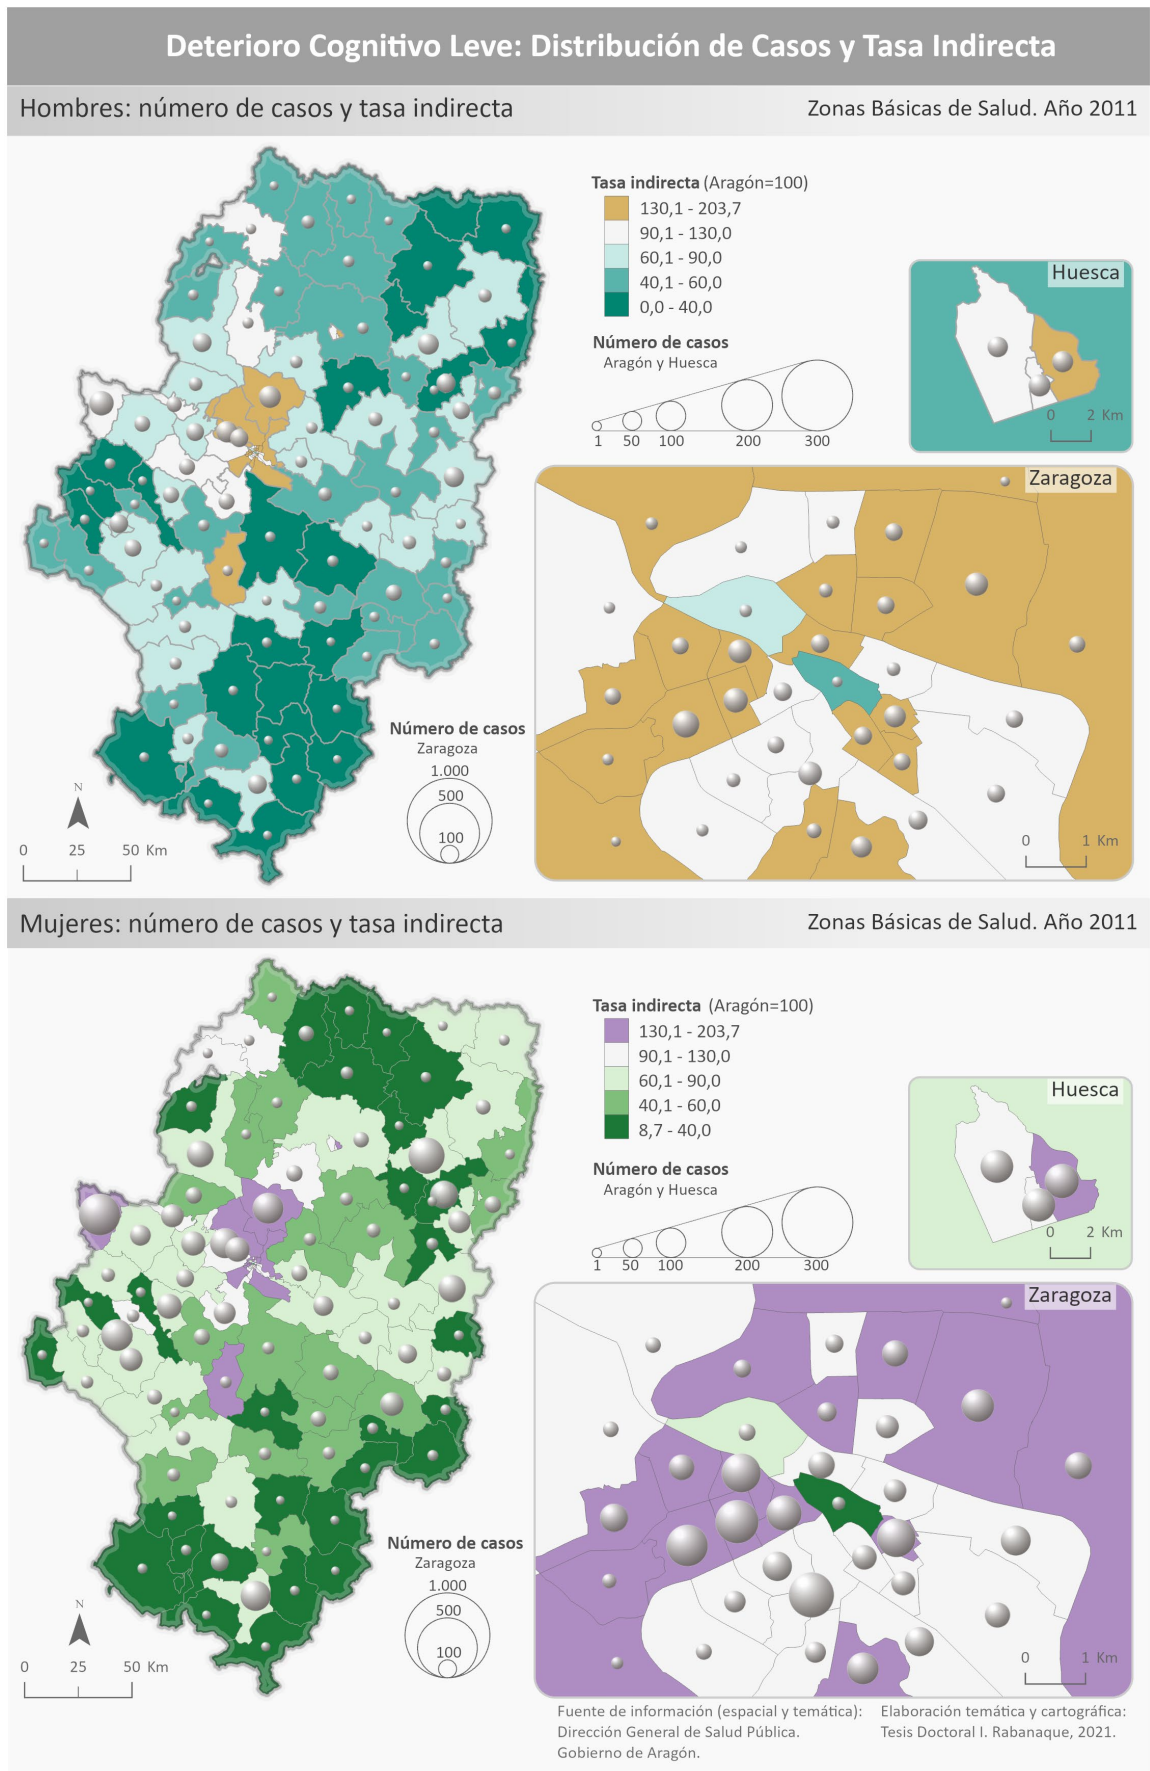 Deterioro Cognitivo Leve: Distribución de Casos y Tasa Indirecta
Hombres: número de casos y tasa indirecta
Zonas Básicas de Salud. Año 2011
Tasa indirecta (Aragón=100)
130,1 - 203,7
90,1 - 130,0
60,1 - 90,0
40,1 - 60,0
0,0 - 40,0
Número de casos
Aragón y Huesca
1 50 100 200 300
Huesca
0 2 Km
Zaragoza
0 1 Km
Número de casos
Zaragoza
1.000
500
100
N
0 25 50 Km
Mujeres: número de casos y tasa indirecta
Zonas Básicas de Salud. Año 2011
Tasa indirecta (Aragón=100)
130,1 - 203,7
90,1 - 130,0
60,1 - 90,0
40,1 - 60,0
8,7 - 40,0
Número de casos
Aragón y Huesca
1 50 100 200 300
Huesca
0 2 Km
Zaragoza
0 1 Km
Número de casos
Zaragoza
1.000
500
100
N
0 25 50 Km
Fuente de información (espacial y temática):
Dirección General de Salud Pública.
Gobierno de Aragón.
Elaboración temática y cartográfica:
Tesis Doctoral I. Rabanaque, 2021.